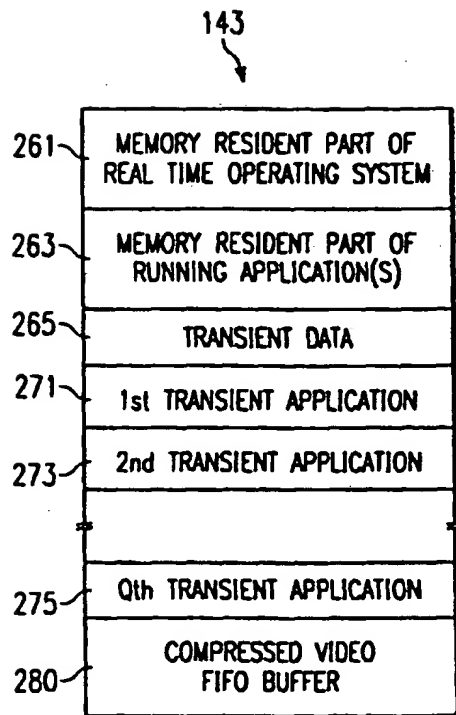 143
261
MEMORY RESIDENT PART OF
REAL TIME OPERATING SYSTEM
263
MEMORY RESIDENT PART OF
RUNNING APPLICATION(S)
265
TRANSIENT DATA
271
1st TRANSIENT APPLICATION
273
2nd TRANSIENT APPLICATION
275
Qth TRANSIENT APPLICATION
280
COMPRESSED VIDEO
FIFO BUFFER